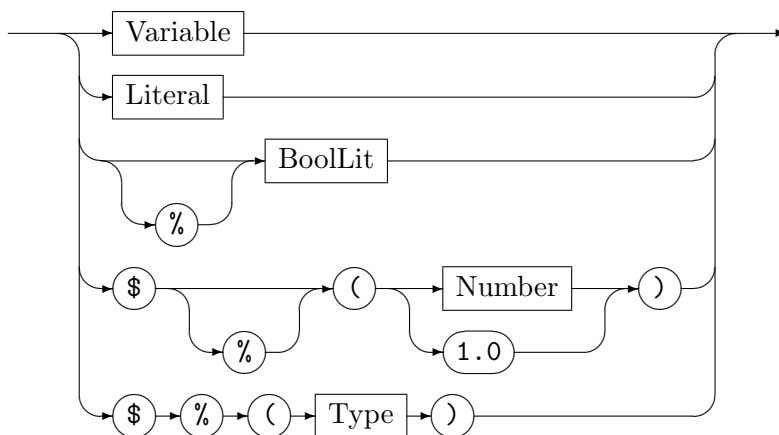 Variable
Literal
BoolLit
%
$ ( Number )
% 1.0
$ % ( Type )